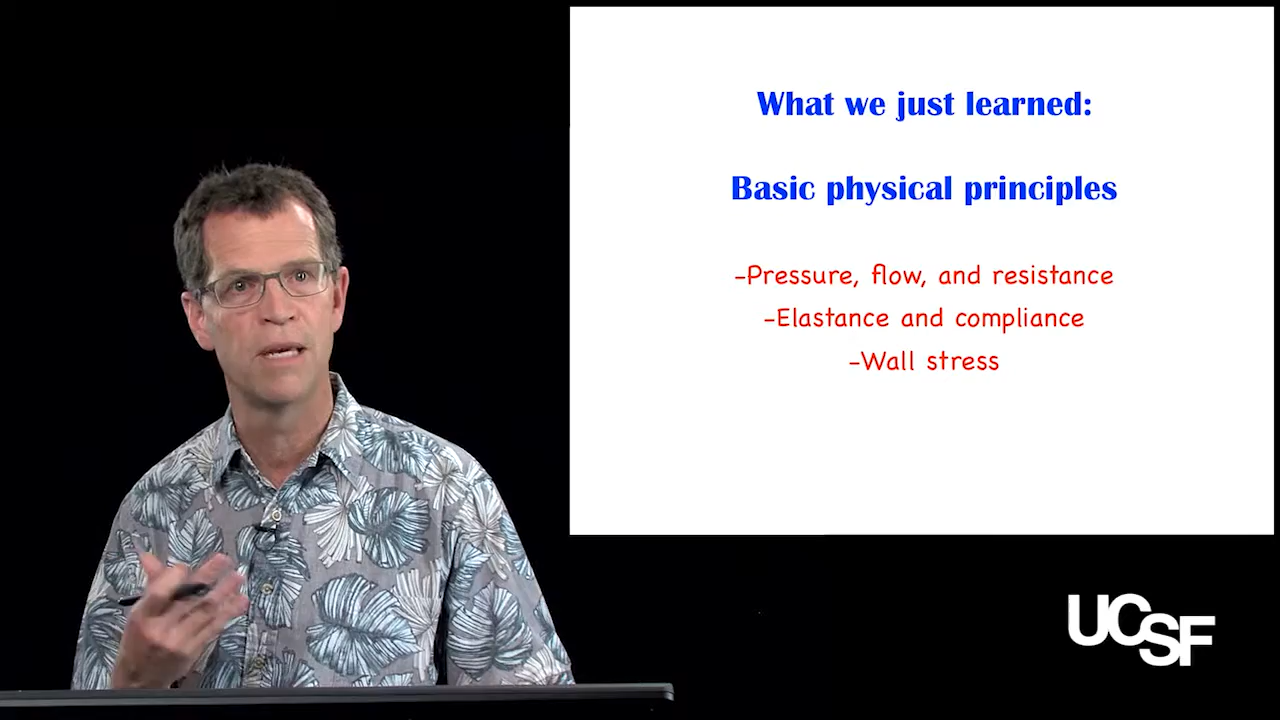 What we just learned:
Basic physical principles
-Pressure, flow, and resistance
-Elastance and compliance
-Wall stress
UCSF